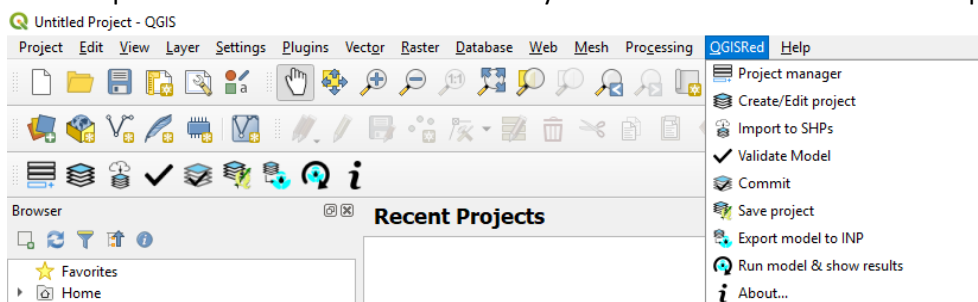 Untitled Project - QGIS
Project Edit View Layer Settings Plugins Vector Raster Database Web Mesh Processing QGISRed Help
Project manager
Create/Edit project
Import to SHPs
Validate Model
Commit
Save project
Export model to INP
Run model & show results
About...
1:1
a
i
Browser
Recent Projects
Favorites
Home